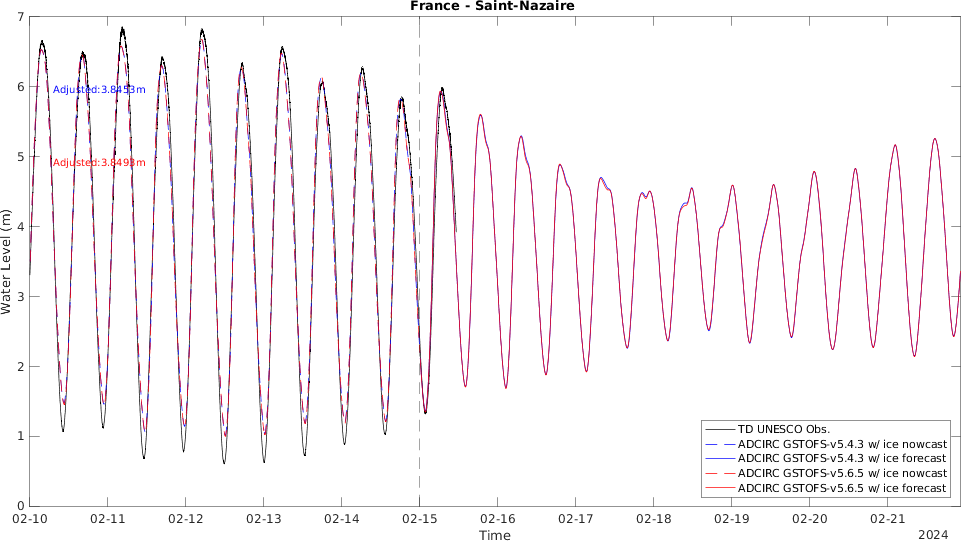 France - Saint-Nazaire
7
6
5
4
3
2
1
0
Water Level (m)
Adjusted:3.8453m
Adjusted:3.8493m
TD UNESCO Obs.
ADCIRC GSTOFS-v5.4.3 w/ ice nowcast
ADCIRC GSTOFS-v5.4.3 w/ ice forecast
ADCIRC GSTOFS-v5.6.5 w/ ice nowcast
ADCIRC GSTOFS-v5.6.5 w/ ice forecast
02-10 02-11 02-12 02-13 02-14 02-15 02-16 02-17 02-18 02-19 02-20 02-21
Time
2024